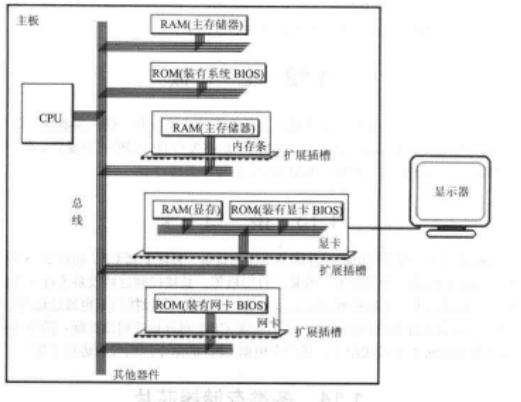 主板
RAM(主存储器)
ROM(装有系统 BIOS)
CPU
RAM(主存储器)
内存条
扩展插槽
总线
RAM(显存)
ROM(装有显卡 BIOS)
显卡
扩展插槽
显示器
ROM(装有网卡 BIOS)
网卡
扩展插槽
其他器件